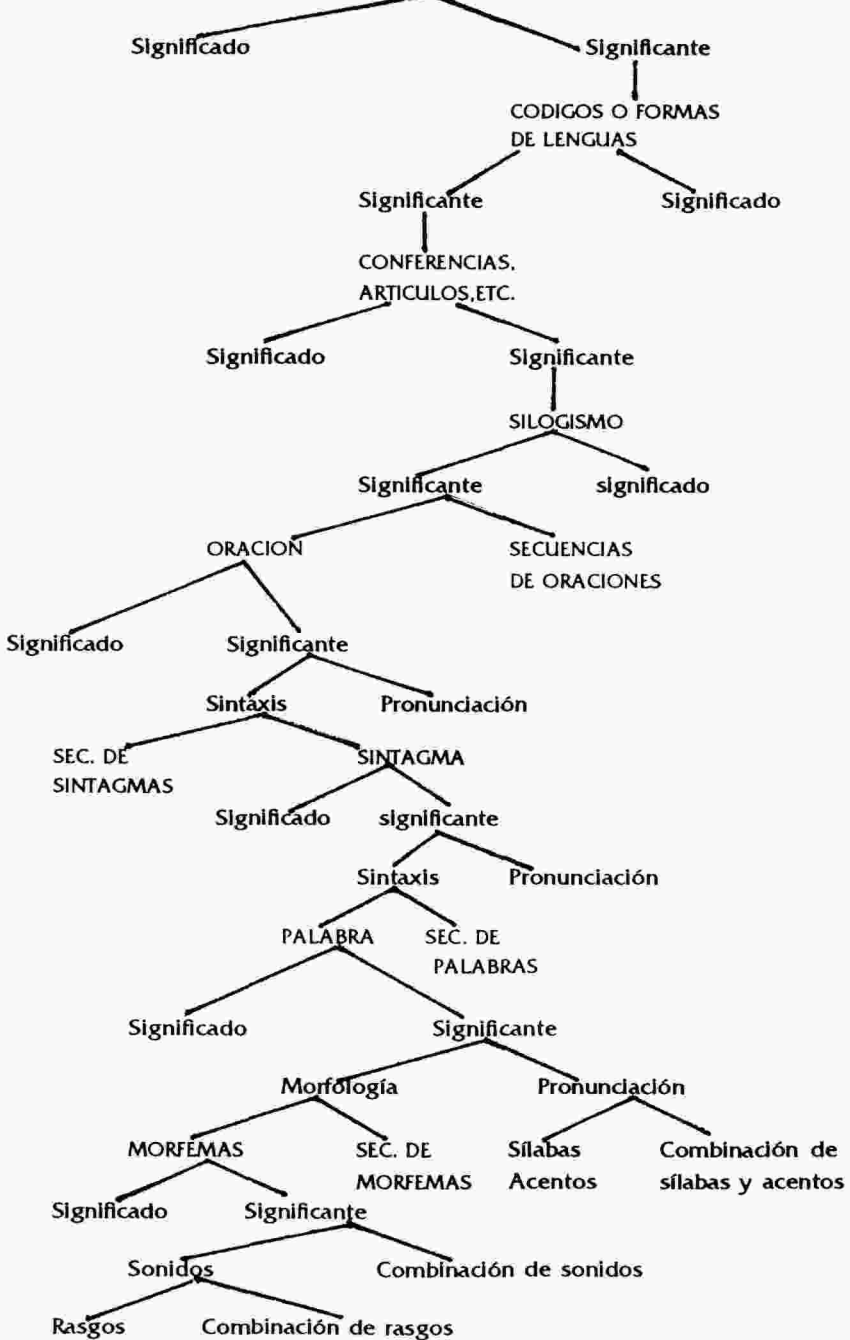 Significado Significante
CODIGOS O FORMAS
DE LENGUAS
Significante Significado
CONFERENCIAS,
ARTICULOS,ETC.
Significado Significante
SILOGISMO
Significante significado
ORACION SECUENCIAS
DE ORACIONES
Significado Significante
Sintaxis Pronunciación
SEC. DE SINTAGMA
SINTAGMAS
Significado significante
Sintaxis Pronunciación
PALABRA SEC. DE
PALABRAS
Significado Significante
Morfología Pronunciación
MORFEMAS SEC. DE Sílabas Combinación de
MORFEMAS Acentos sílabas y acentos
Significado Significante
Sonidos Combinación de sonidos
Rasgos Combinación de rasgos